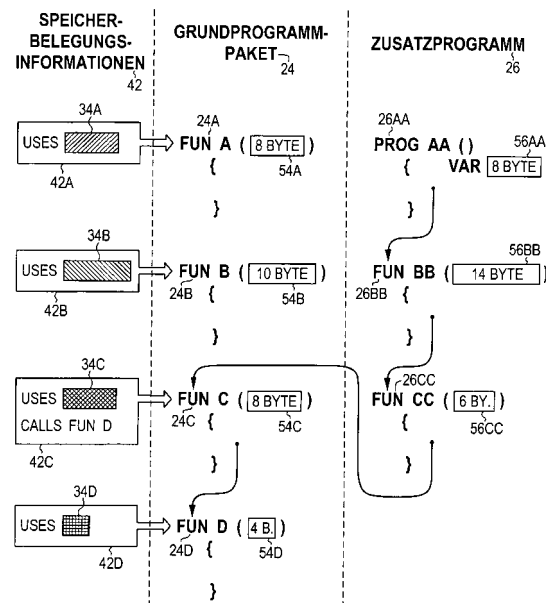 SPEICHER-
BELEGUNGS-
INFORMATIONEN
42
GRUNDPROGRAMM-
PAKET
24
ZUSATZPROGRAMM
26
34A
USES
42A
24A
FUN A ( 8 BYTE )
54A
{
}
26AA
PROG AA ()
56AA
{ VAR 8 BYTE
}
34B
USES
42B
FUN B ( 10 BYTE )
24B
54B
{
}
56BB
FUN BB ( 14 BYTE )
26BB
{
}
34C
USES
CALLS FUN D
42C
FUN C ( 8 BYTE )
24C
54C
{
}
26CC
FUN CC ( 6 BY. )
56CC
{
}
34D
USES
42D
FUN D ( 4 B. )
24D
54D
{
}